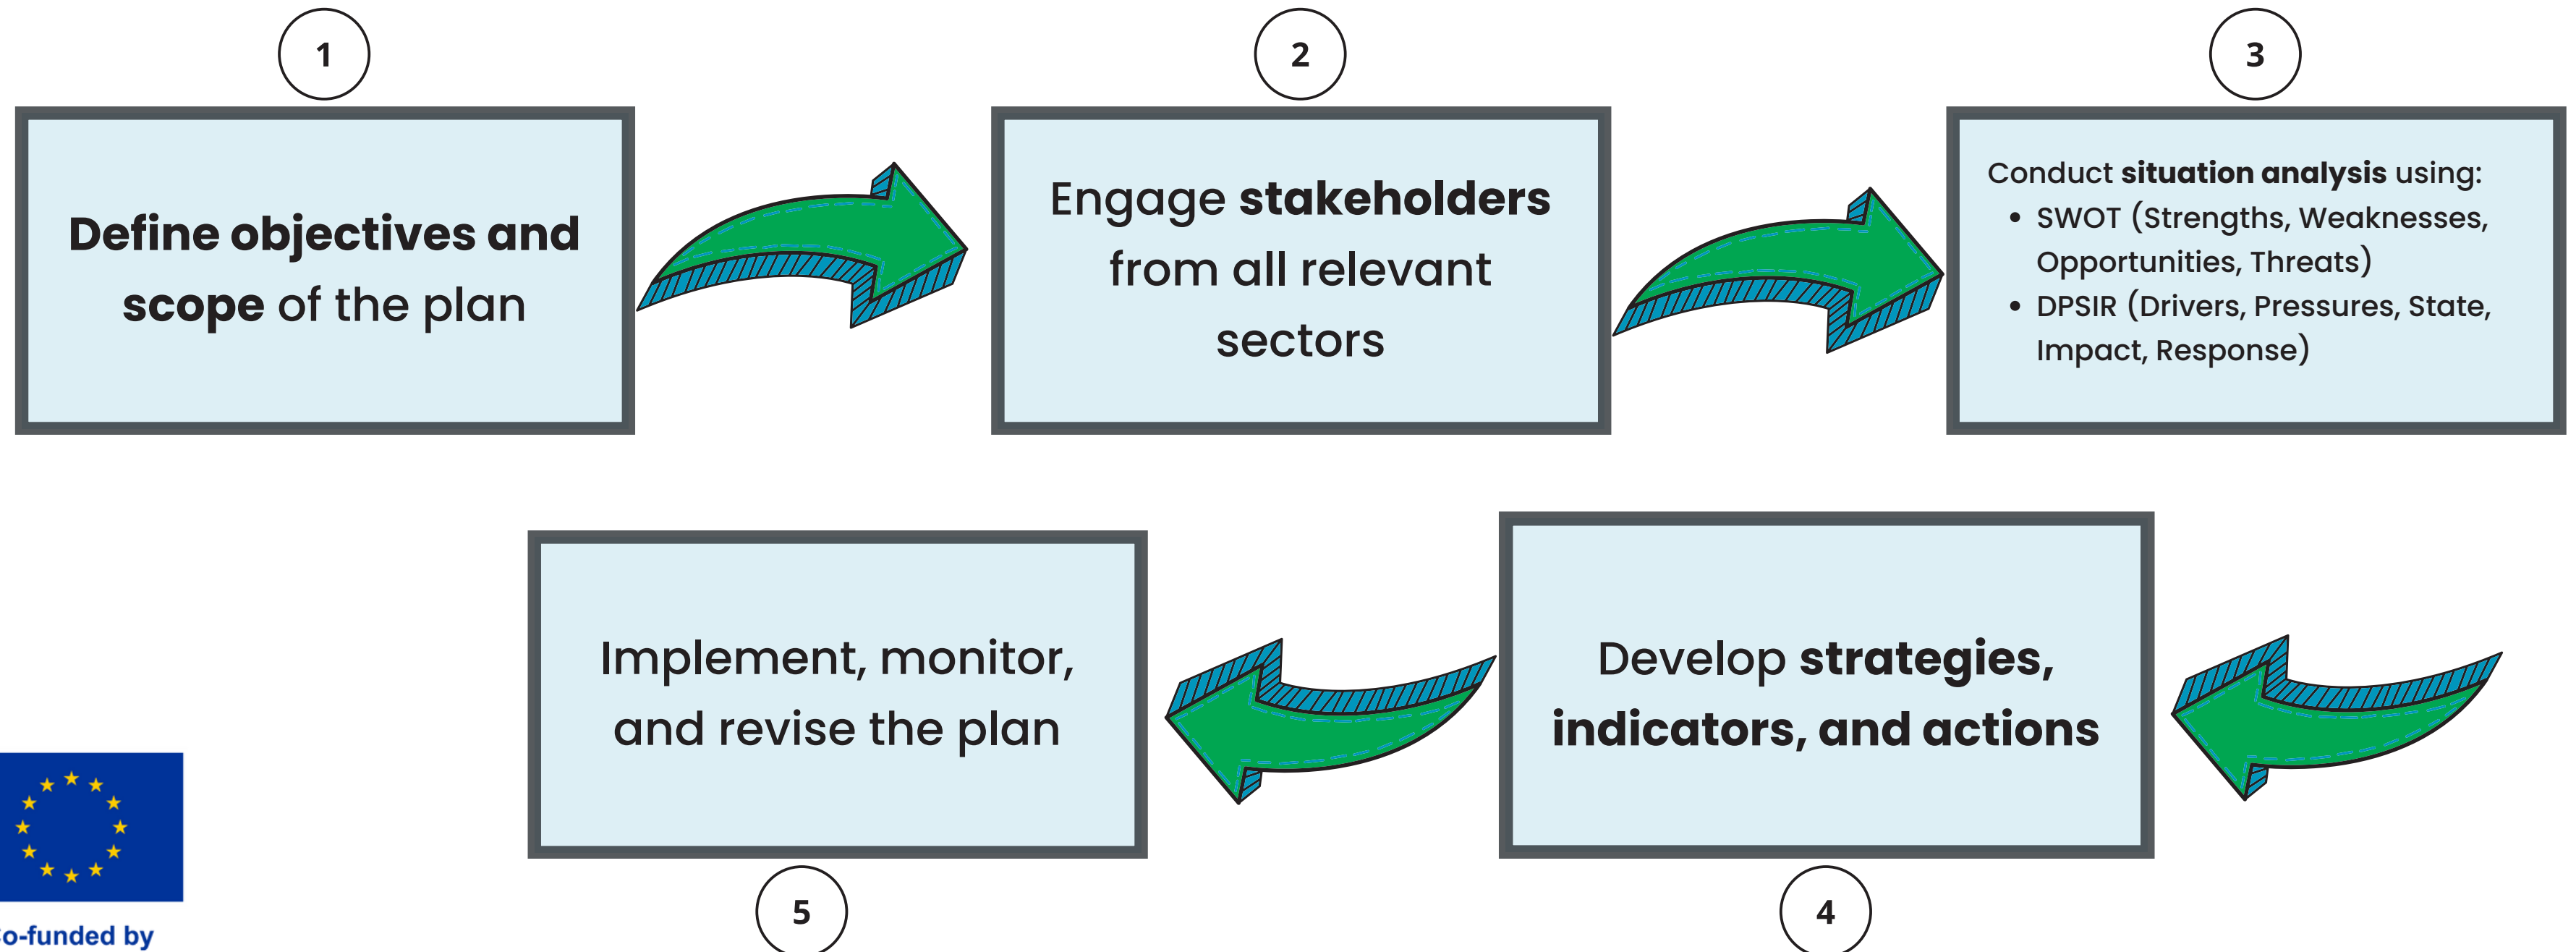 1
Define objectives and
scope of the plan
2
Engage stakeholders
from all relevant
sectors
3
Conduct situation analysis using:
• SWOT (Strengths, Weaknesses,
Opportunities, Threats)
• DPSIR (Drivers, Pressures, State,
Impact, Response)
4
Develop strategies,
indicators, and actions
5
Implement, monitor,
and revise the plan
o-funded by